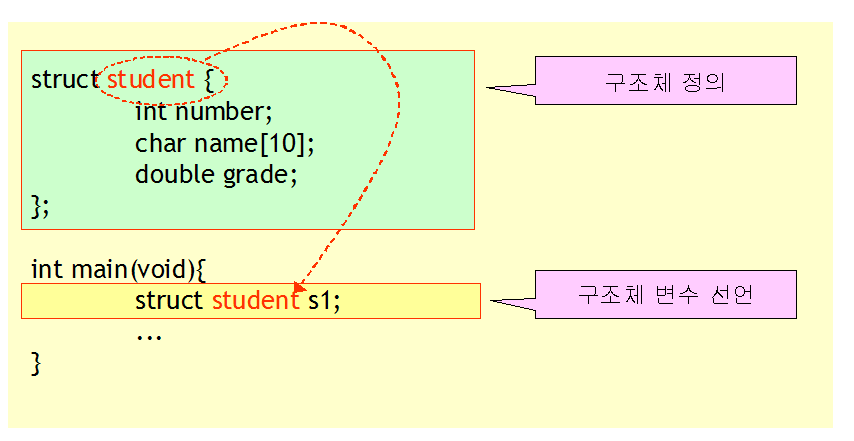 struct student {
int number;
char name[10];
double grade;
};
구조체 정의
int main(void){
struct student s1;
...
}
구조체 변수 선언